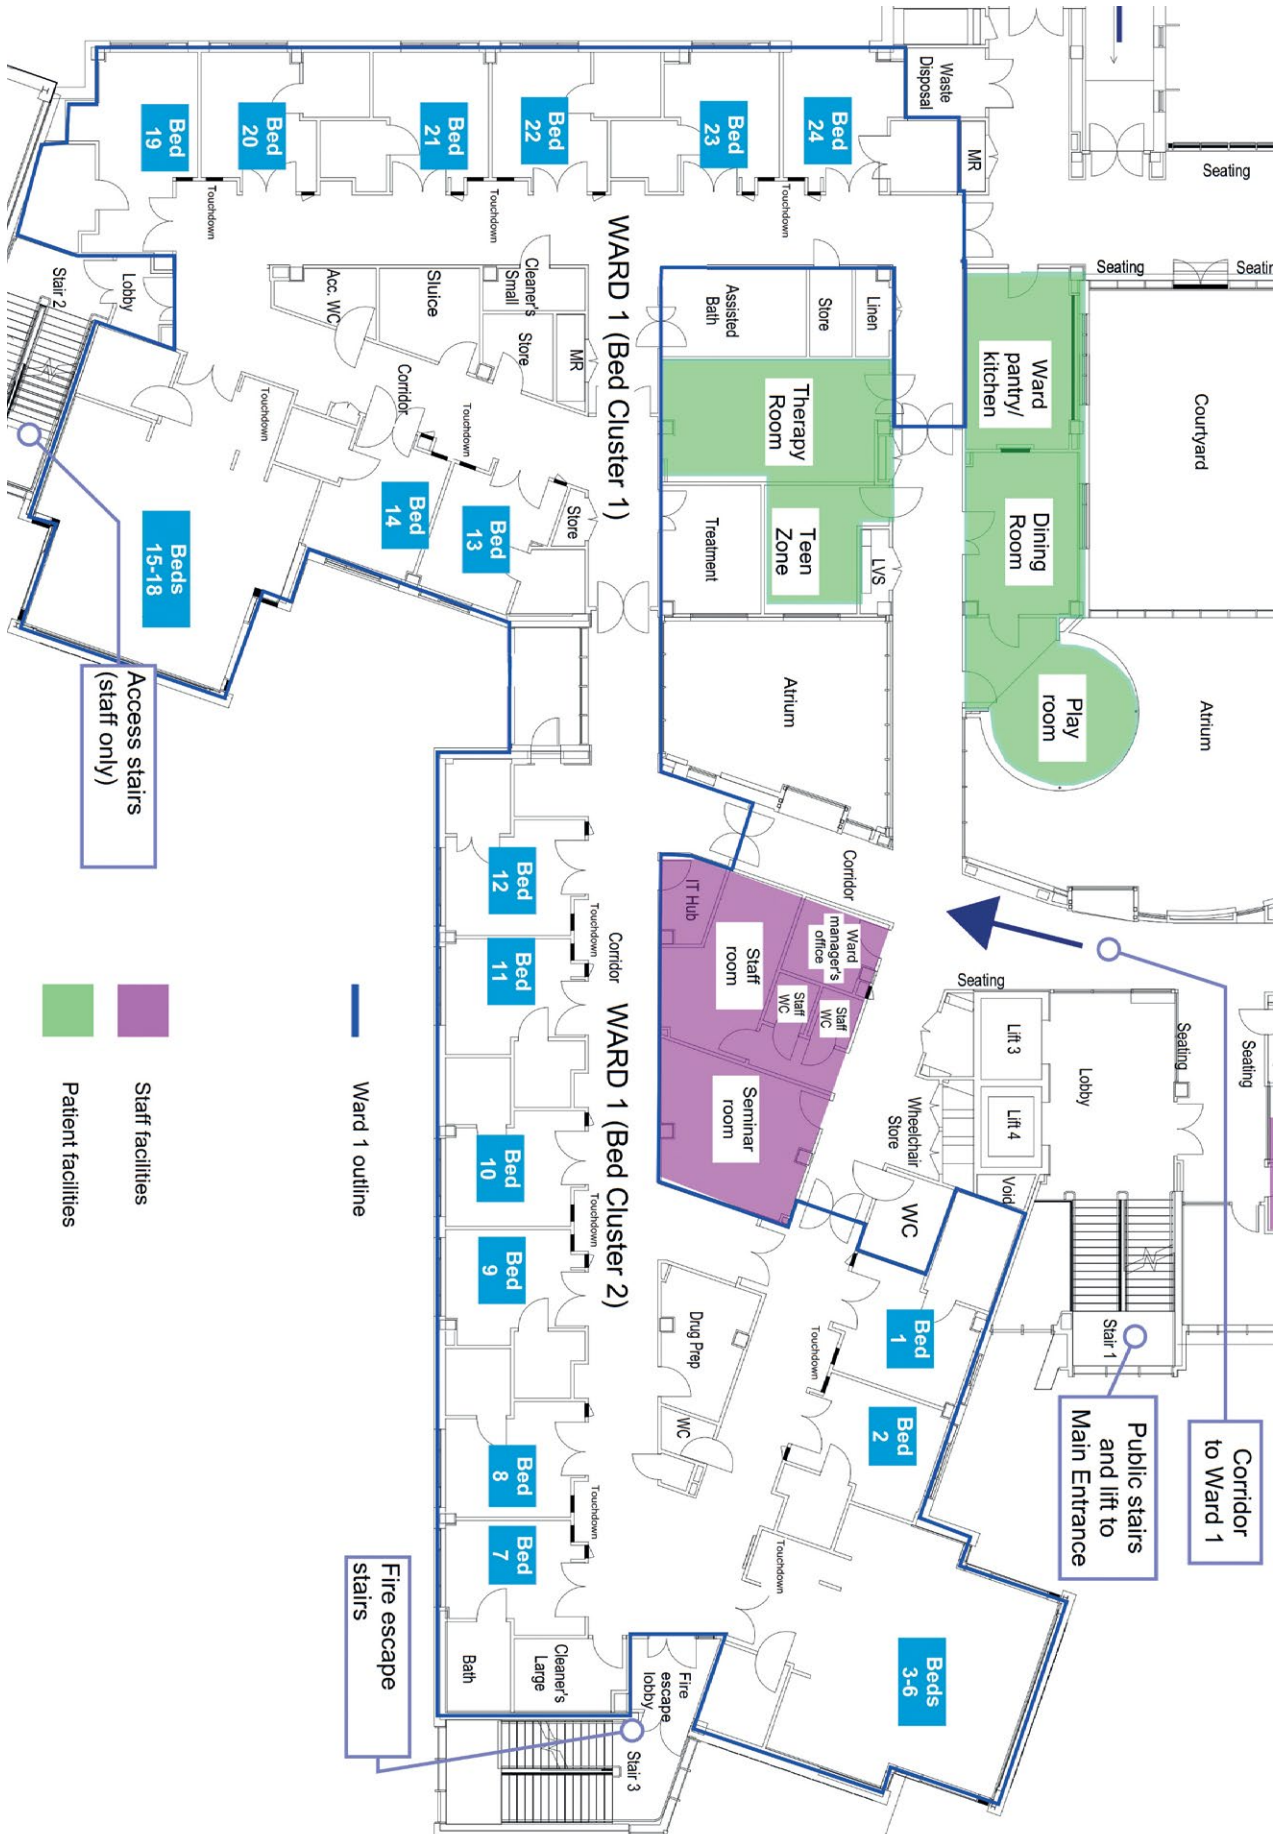 Waste
Disposal
MR
Seating
Bed
19
Bed
20
Bed
21
Bed
22
Bed
23
Bed
24
Touchdown
Touchdown
Touchdown
WARD 1 (Bed Cluster 1)
Stair 2
Lobby
Acc. WC
Sluice
Cleaner's
Small
Store
MR
Assisted
Bath
Store
Linen
Seating
Ward
pantry/
kitchen
Courtyard
Corridor
Touchdown
Touchdown
Therapy
Room
Teen
Zone
LVS
Treatment
Dining
Room
Play
room
Atrium
Atrium
Beds
15-18
Bed
14
Bed
13
Store
Access stairs
(staff only)
Bed
12
Bed
11
Bed
10
Bed
9
Bed
8
Bed
7
Touchdown
Touchdown
Touchdown
Corridor
WARD 1 (Bed Cluster 2)
IT Hub
Staff
room
Ward
manager's
office
Staff
WC
Staff
WC
Seminar
room
Corridor
Seating
Lift 3
Lift 4
Lobby
Seating
Seating
Wheelchair
Store
Void
WC
Stair 1
Drug Prep
WC
Bed
1
Bed
2
Touchdown
Touchdown
Beds
3-6
Bath
Cleaner's
Large
Fire
escape
lobby
Stair 3
Fire escape
stairs
Public stairs
and lift to
Main Entrance
Corridor
to Ward 1
Ward 1 outline
Staff facilities
Patient facilities